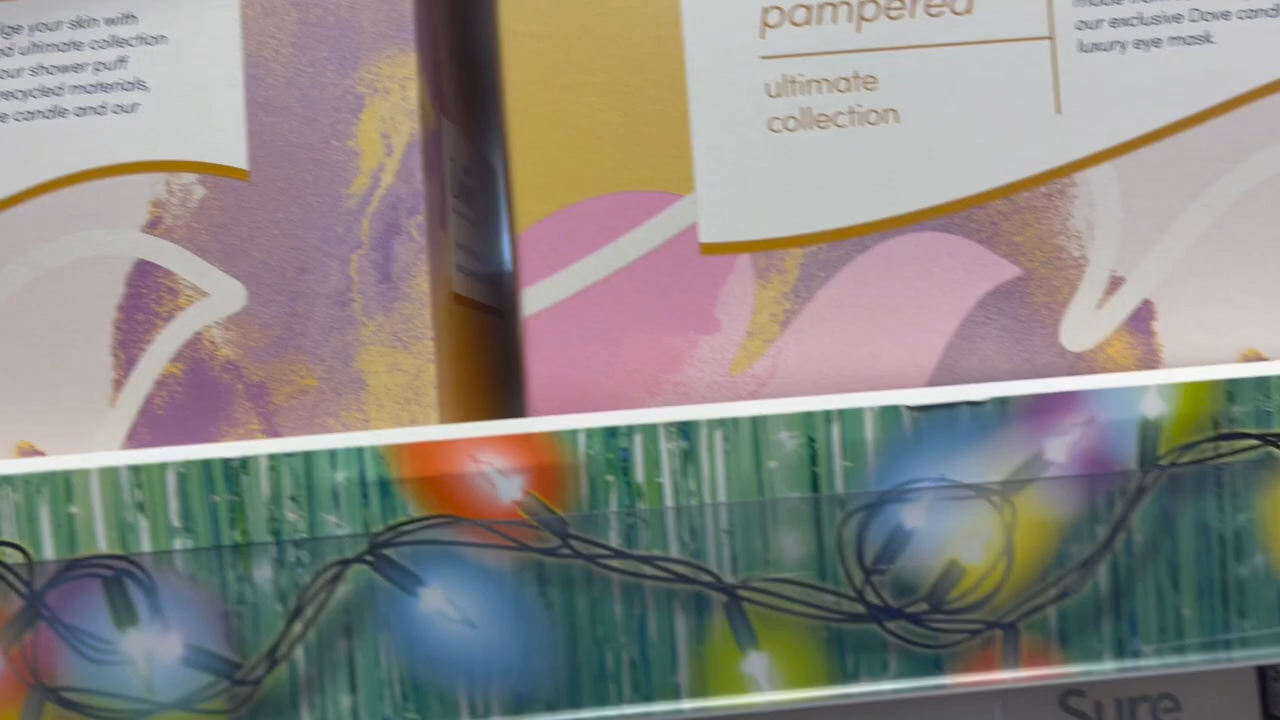 ge your skin with
d ultimate collection
our shower puff
recycled materials,
e candle and our
pampered
ultimate
collection
our exclusive Dove cand
luxury eye mask.
Sure